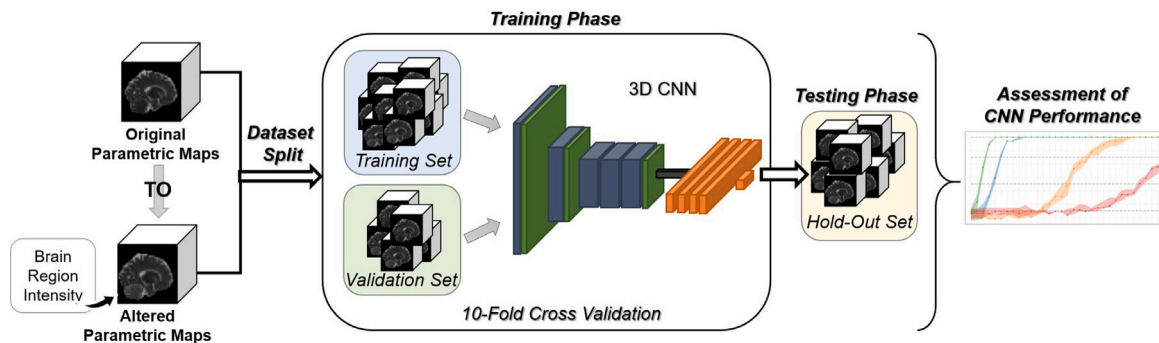 Original
Parametric Maps
TO
Brain
Region
Intensity
Altered
Parametric Maps
Dataset
Split
Training Phase
Training Set
Validation Set
3D CNN
10-Fold Cross Validation
Testing Phase
Hold-Out Set
Assessment of
CNN Performance